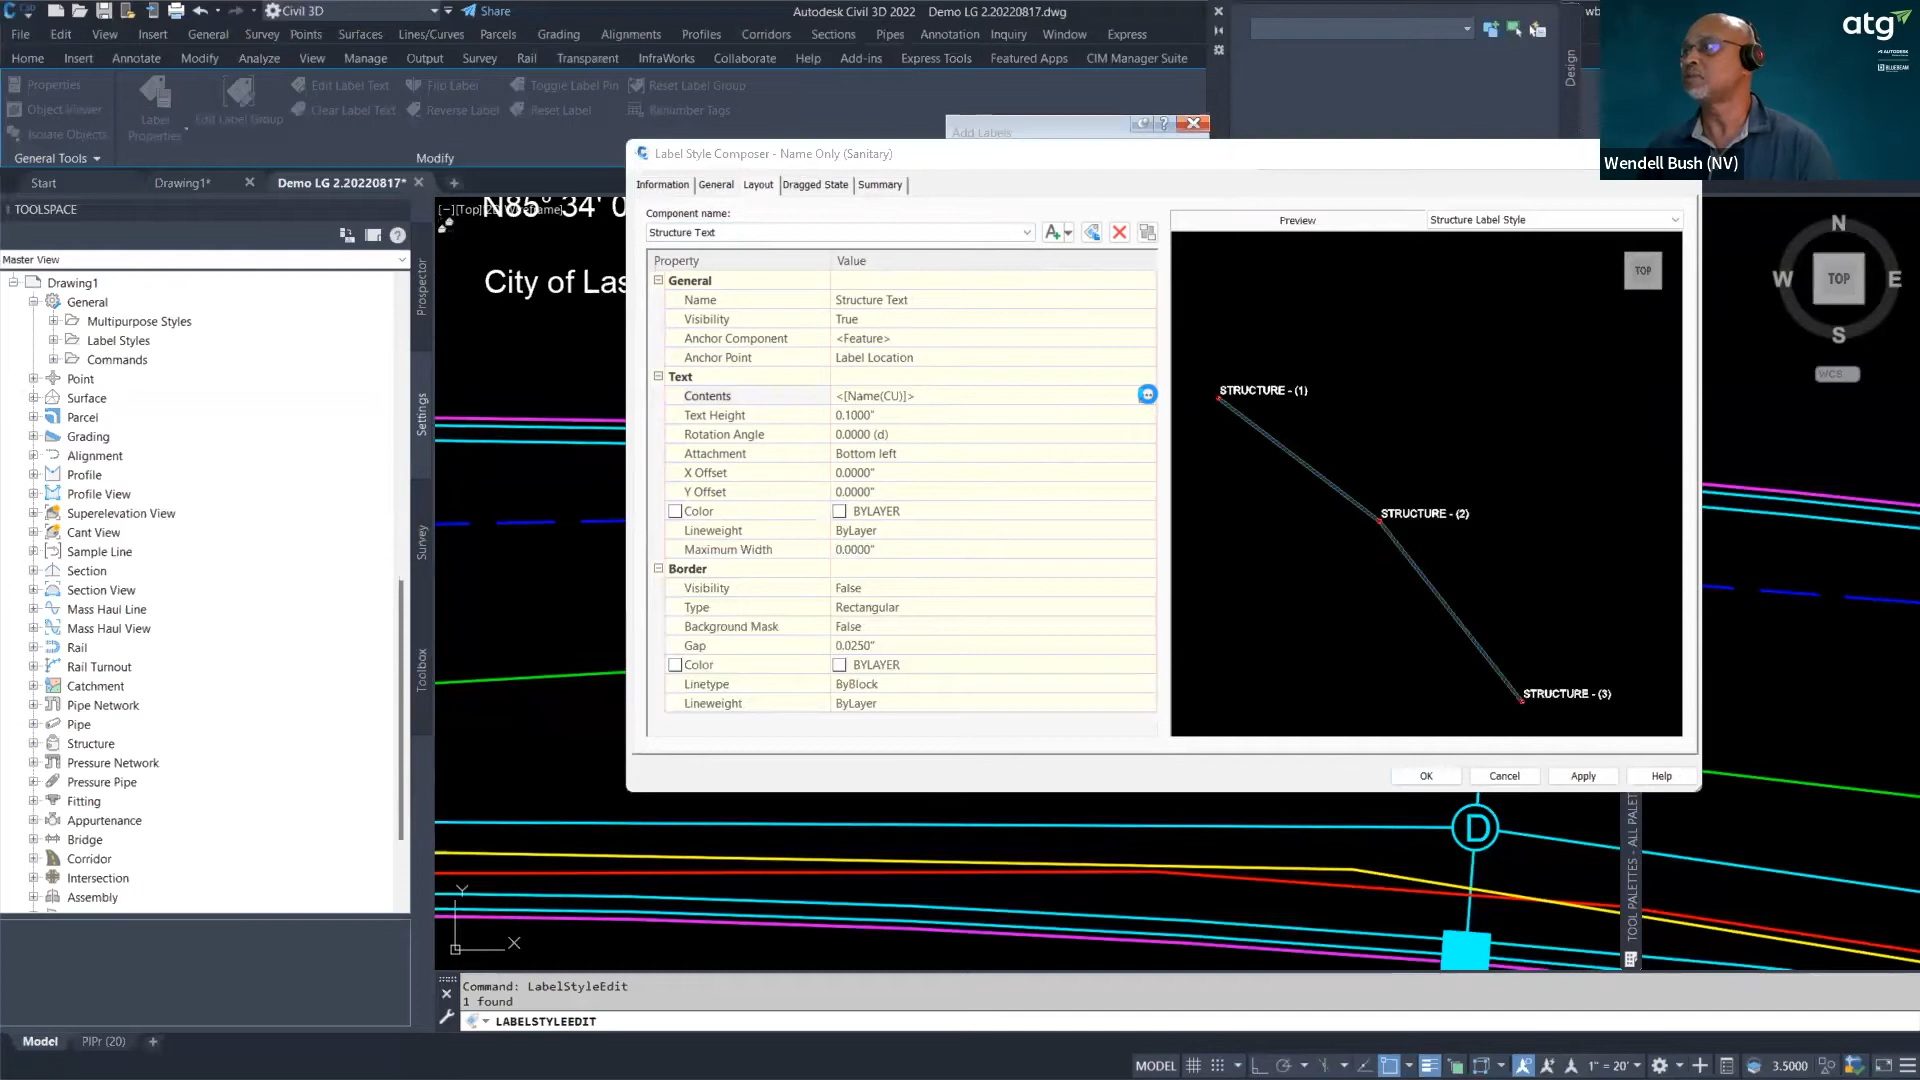 Civil 3D
Share
Autodesk Civil 3D 2022 Demo LG 2.20220817.dwg
File Edit View Insert General Survey Points Surfaces Lines/Curves Parcels Grading Alignments Profiles Corridors Sections Pipes Annotation Inquiry Window Express
Home Insert Annotate Modify Analyze View Manage Output Survey Rail Transparent InfraWorks Collaborate Help Add-ins Express Tools Featured Apps CIM Manager Suite
Properties
Object Viewer
Isolate Objects
General Tools
Label
Properties
Edit Label Group
Edit Label Text
Clear Label Text
Flip Label
Reverse Label
Toggle Label Pin
Reset Label
Reset Label Group
Renumber Tags
Modify
Design
atg
AUTODESK
BLUEBEAM
Wendell Bush (NV)
Start
Drawing1*
Demo LG 2.20220817*
TOOLSPACE
Master View
Drawing1
General
Multipurpose Styles
Label Styles
Commands
Point
Surface
Parcel
Grading
Alignment
Profile
Profile View
Superelevation View
Cant View
Sample Line
Section
Section View
Mass Haul Line
Mass Haul View
Rail
Rail Turnout
Catchment
Pipe Network
Pipe
Structure
Pressure Network
Pressure Pipe
Fitting
Appurtenance
Bridge
Corridor
Intersection
Assembly
Prospector
Settings
Survey
Toolbox
N85° 34' 0
[−][Top]
City of Las
Add Labels
Label Style Composer - Name Only (Sanitary)
Information General Layout Dragged State Summary
Component name:
Structure Text
Property Value
General
Name Structure Text
Visibility True
Anchor Component <Feature>
Anchor Point Label Location
Text
Contents <[Name(CU)]>
Text Height 0.1000"
Rotation Angle 0.0000 (d)
Attachment Bottom left
X Offset 0.0000"
Y Offset 0.0000"
Color BYLAYER
Lineweight ByLayer
Maximum Width 0.0000"
Border
Visibility False
Type Rectangular
Background Mask False
Gap 0.0250"
Color BYLAYER
Linetype ByBlock
Lineweight ByLayer
Preview
Structure Label Style
TOP
STRUCTURE - (1)
STRUCTURE - (2)
STRUCTURE - (3)
OK Cancel Apply Help
N
W TOP E
S
WCS
D
TOOL PALETTES - ALL PALET
Y
X
Command: LabelStyleEdit
1 found
LABELSTYLEEDIT
Model
PIPr (20)
MODEL
1" = 20'
3.5000